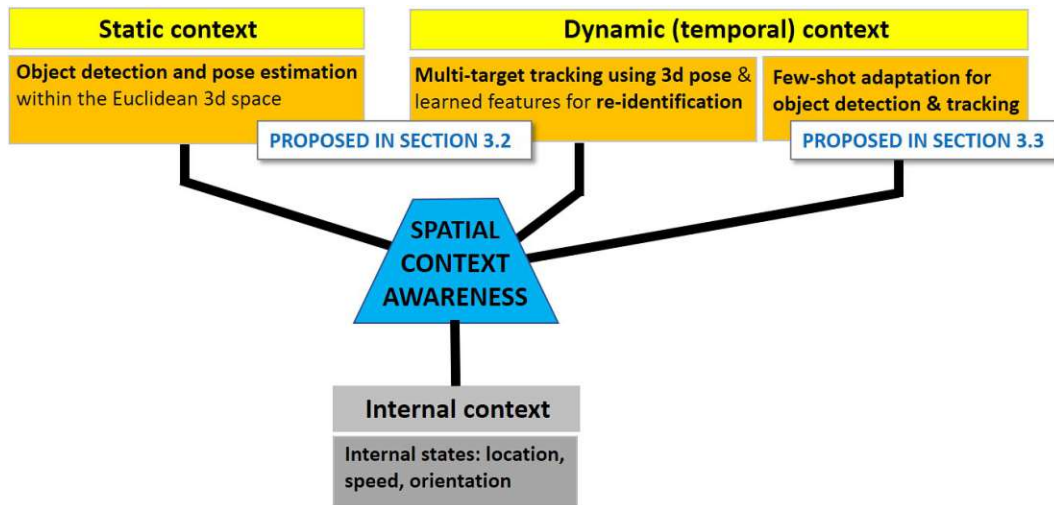 Static context
Object detection and pose estimation
within the Euclidean 3d space
PROPOSED IN SECTION 3.2
Dynamic (temporal) context
Multi-target tracking using 3d pose &
learned features for re-identification
Few-shot adaptation for
object detection & tracking
PROPOSED IN SECTION 3.3
SPATIAL
CONTEXT
AWARENESS
Internal context
Internal states: location,
speed, orientation